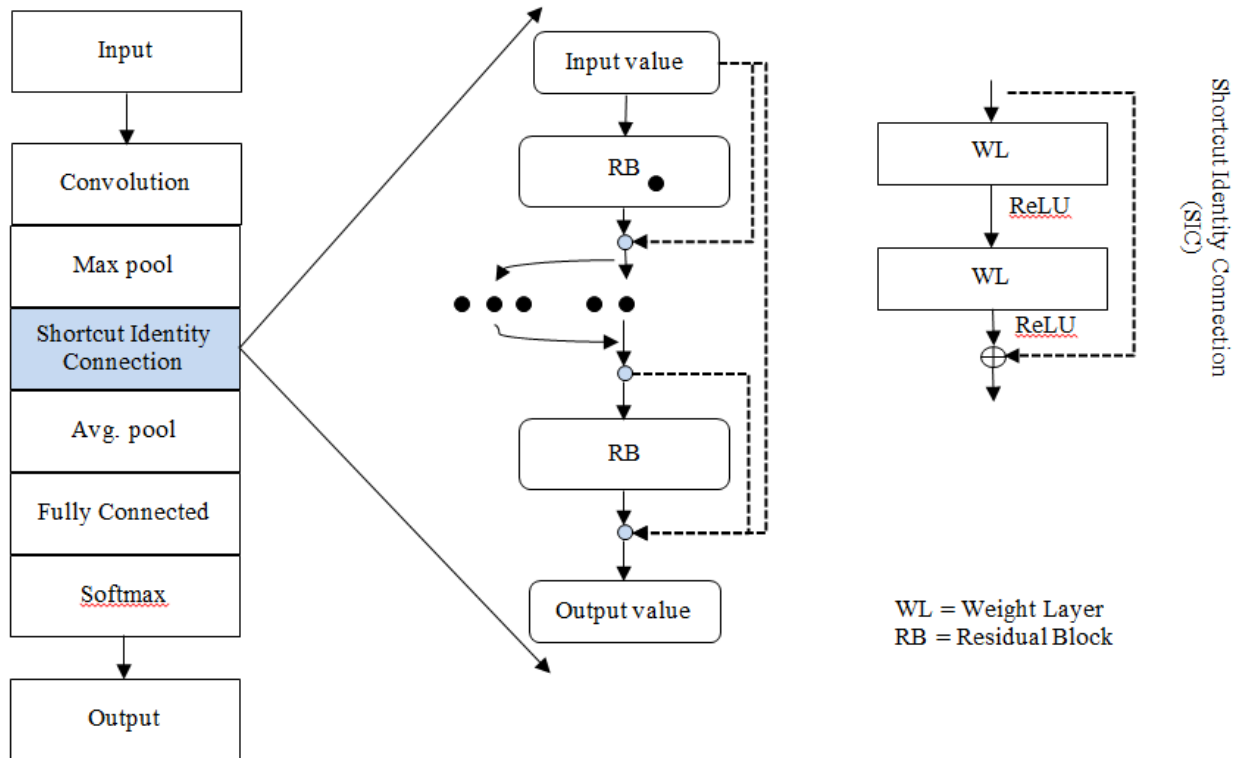 Input
Convolution
Max pool
Shortcut Identity
Connection
Avg. pool
Fully Connected
Softmax
Output
Input value
RB
RB
Output value
WL
ReLU
WL
ReLU
Shortcut Identity Connection
(SIC)
WL = Weight Layer
RB = Residual Block